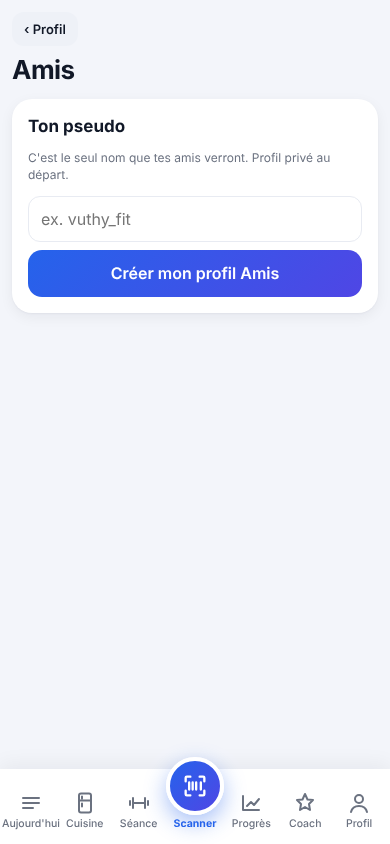 ‹ Profil
Amis
Ton pseudo
C'est le seul nom que tes amis verront. Profil privé au
départ.
ex. vuthy_fit
Créer mon profil Amis
Aujourd'hui Cuisine Séance Scanner Progrès Coach Profil